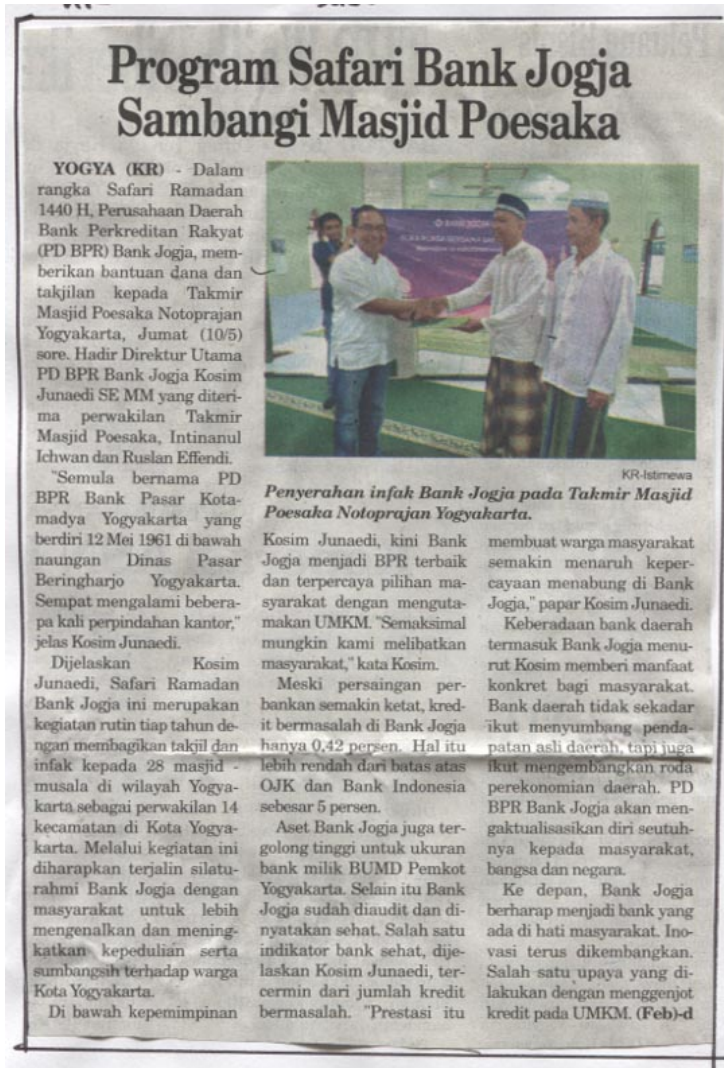 Program Safari Bank Jogja
Sambangi Masjid Poesaka
YOGYA (KR) - Dalam
rangka Safari Ramadan
1440 H, Perusahaan Daerah
Bank Perkreditan Rakyat
(PD BPR) Bank Jogja, mem-
berikan bantuan dana dan
takjilan kepada Takmir
Masjid Poesaka Notoprajan
Yogyakarta, Jumat (10/5)
sore. Hadir Direktur Utama
PD BPR Bank Jogja Kosim
Junaedi SE MM yang diteri-
ma perwakilan Takmir
Masjid Poesaka, Intinanul
Ichwan dan Ruslan Effendi.
"Semula bernama PD
BPR Bank Pasar Kota-
madya Yogyakarta yang
berdiri 12 Mei 1961 di bawah
naungan Dinas Pasar
Beringharjo Yogyakarta.
Sempat mengalami bebera-
pa kali perpindahan kantor,"
jelas Kosim Junaedi.
Dijelaskan Kosim
Junaedi, Safari Ramadan
Bank Jogja ini merupakan
kegiatan rutin tiap tahun de-
ngan membagikan takjil dan
infak kepada 28 masjid -
musala di wilayah Yogya-
karta sebagai perwakilan 14
kecamatan di Kota Yogya-
karta. Melalui kegiatan ini
diharapkan terjalin silatu-
rahmi Bank Jogja dengan
masyarakat untuk lebih
mengenalkan dan mening-
katkan kepedulian serta
sumbangsih terhadap warga
Kota Yogyakarta.
Di bawah kepemimpinan
BANK JOGJA
KR-Istimewa
Penyerahan infak Bank Jogja pada Takmir Masjid
Poesaka Notoprajan Yogyakarta.
Kosim Junaedi, kini Bank
Jogja menjadi BPR terbaik
dan terpercaya pilihan ma-
syarakat dengan menguta-
makan UMKM. "Semaksimal
mungkin kami melibatkan
masyarakat," kata Kosim.
Meski persaingan per-
bankan semakin ketat, kred-
it bermasalah di Bank Jogja
hanya 0,42 persen. Hal itu
lebih rendah dari batas atas
OJK dan Bank Indonesia
sebesar 5 persen.
Aset Bank Jogja juga ter-
golong tinggi untuk ukuran
bank milik BUMD Pemkot
Yogyakarta. Selain itu Bank
Jogja sudah diaudit dan di-
nyatakan sehat. Salah satu
indikator bank sehat, dije-
laskan Kosim Junaedi, ter-
cermin dari jumlah kredit
bermasalah. "Prestasi itu
membuat warga masyarakat
semakin menaruh keper-
cayaan menabung di Bank
Jogja," papar Kosim Junaedi.
Keberadaan bank daerah
termasuk Bank Jogja menu-
rut Kosim memberi manfaat
konkret bagi masyarakat.
Bank daerah tidak sekadar
ikut menyumbang penda-
patan asli daerah, tapi juga
ikut mengembangkan roda
perekonomian daerah. PD
BPR Bank Jogja akan men-
gaktualisasikan diri seutuh-
nya kepada masyarakat,
bangsa dan negara.
Ke depan, Bank Jogja
berharap menjadi bank yang
ada di hati masyarakat. Ino-
vasi terus dikembangkan.
Salah satu upaya yang di-
lakukan dengan menggenjot
kredit pada UMKM. (Feb)-d